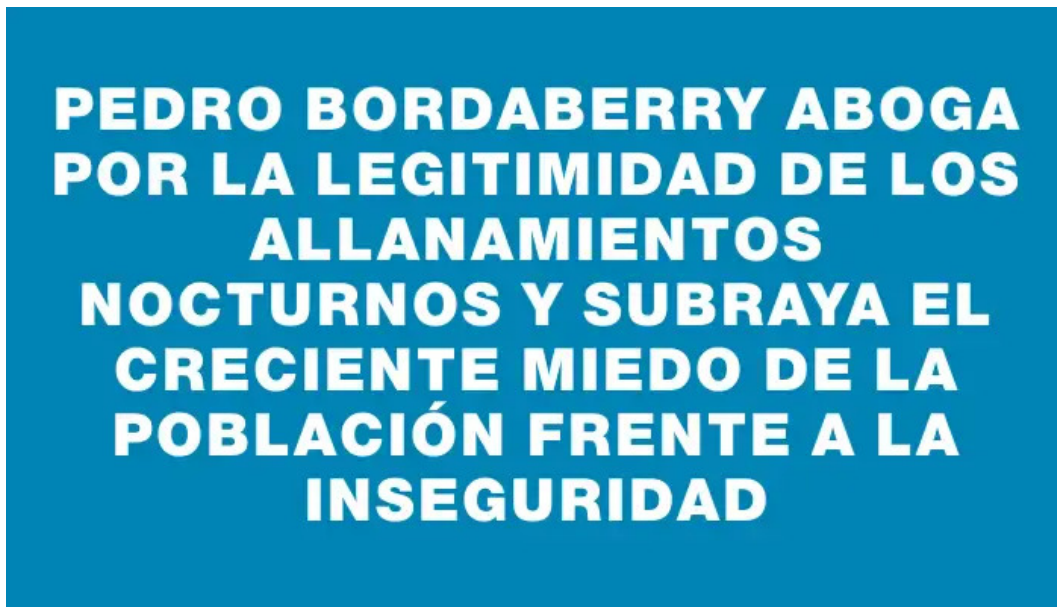 PEDRO BORDABERRY ABOGA
POR LA LEGITIMIDAD DE LOS
ALLANAMIENTOS
NOCTURNOS Y SUBRAYA EL
CRECIENTE MIEDO DE LA
POBLACIÓN FRENTE A LA
INSEGURIDAD